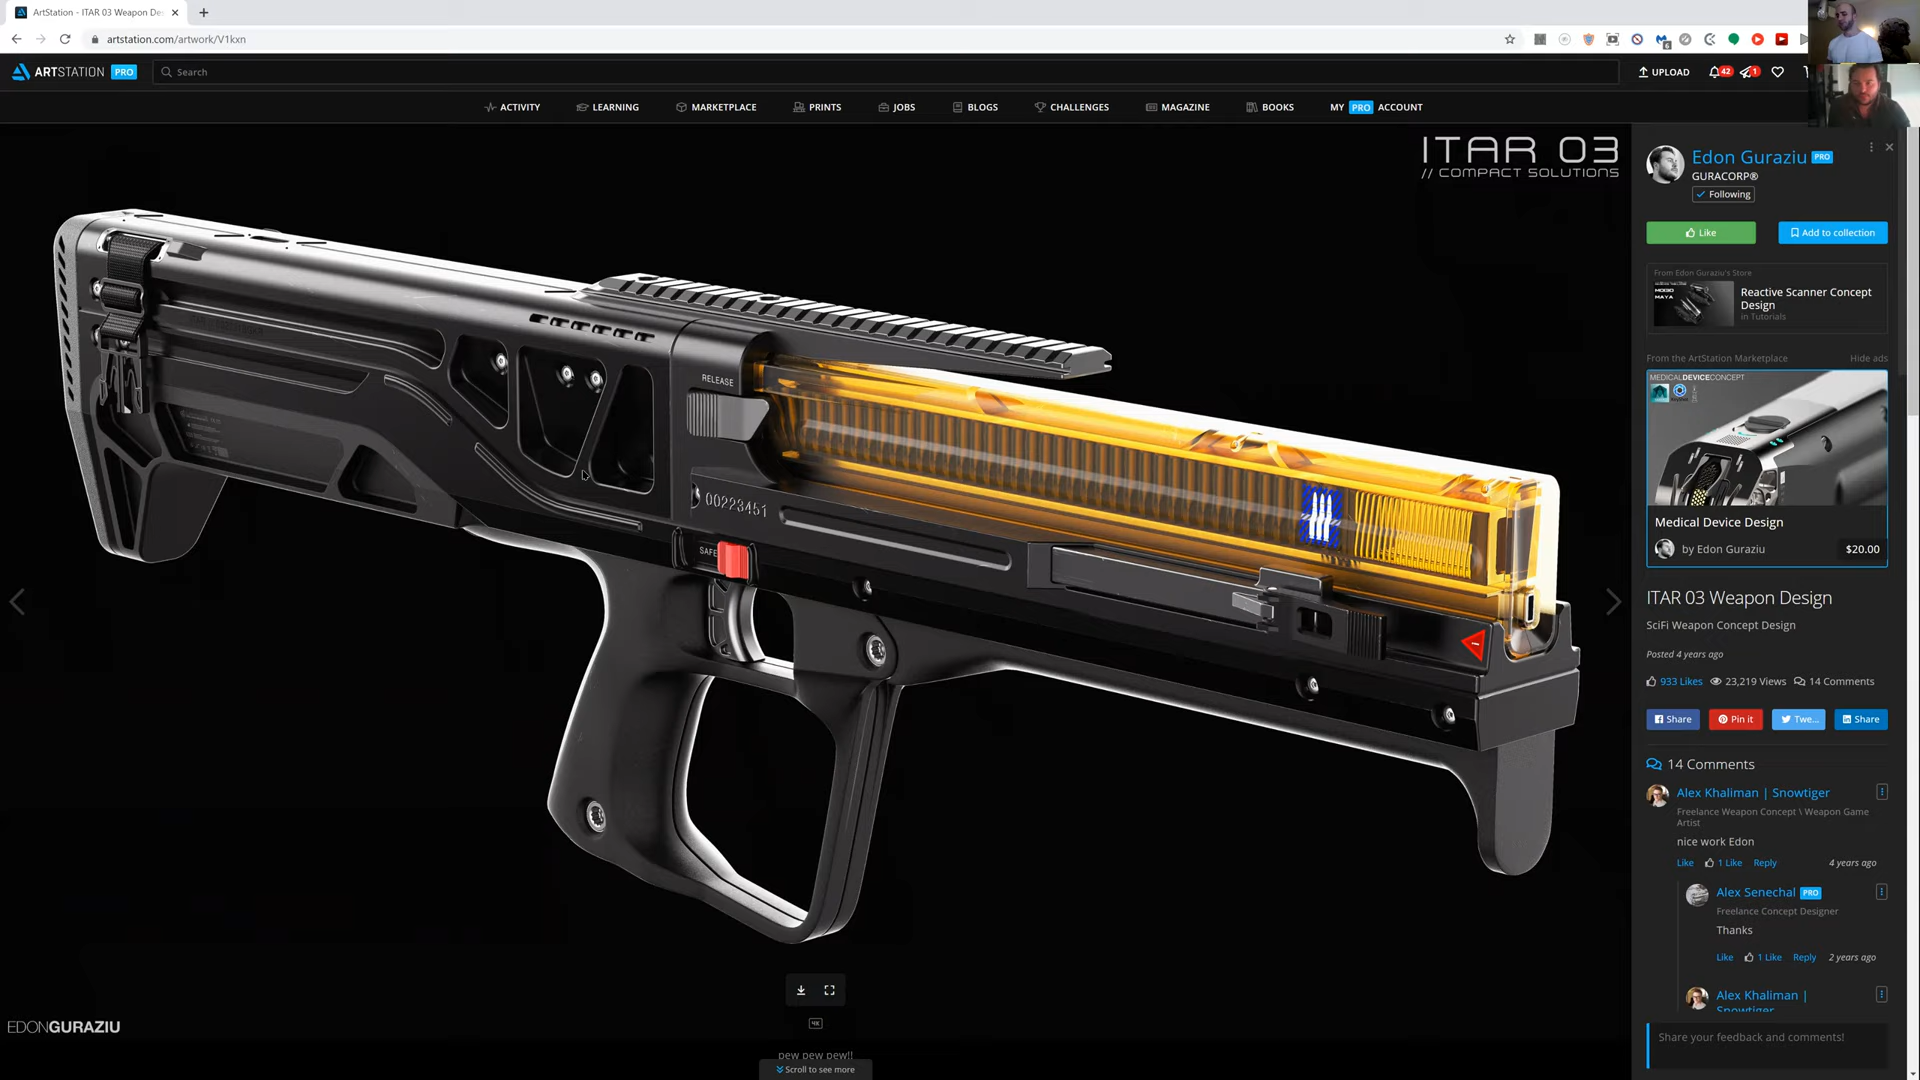 ArtStation - ITAR 03 Weapon De
artstation.com/artwork/V1kxn
ARTSTATION PRO
Search
UPLOAD
42
1
ACTIVITY
LEARNING
MARKETPLACE
PRINTS
JOBS
BLOGS
CHALLENGES
MAGAZINE
BOOKS
MY PRO ACCOUNT
ITAR 03
// COMPACT SOLUTIONS
RELEASE
00223451
SAFE
EDONGURAZIU
4K
pew pew pew!!
Scroll to see more
Edon Guraziu PRO
GURACORP®
Following
Like
Add to collection
From Edon Guraziu's Store
Reactive Scanner Concept
Design
in Tutorials
From the ArtStation Marketplace
Hide ads
MEDICALDEVICECONCEPT
Medical Device Design
by Edon Guraziu
$20.00
ITAR 03 Weapon Design
SciFi Weapon Concept Design
Posted 4 years ago
933 Likes
23,219 Views
14 Comments
Share
Pin it
Twe...
Share
14 Comments
Alex Khaliman | Snowtiger
Freelance Weapon Concept \ Weapon Game
Artist
nice work Edon
Like
1 Like
Reply
4 years ago
Alex Senechal PRO
Freelance Concept Designer
Thanks
Like
1 Like
Reply
2 years ago
Alex Khaliman |
Snowtiger
Share your feedback and comments!